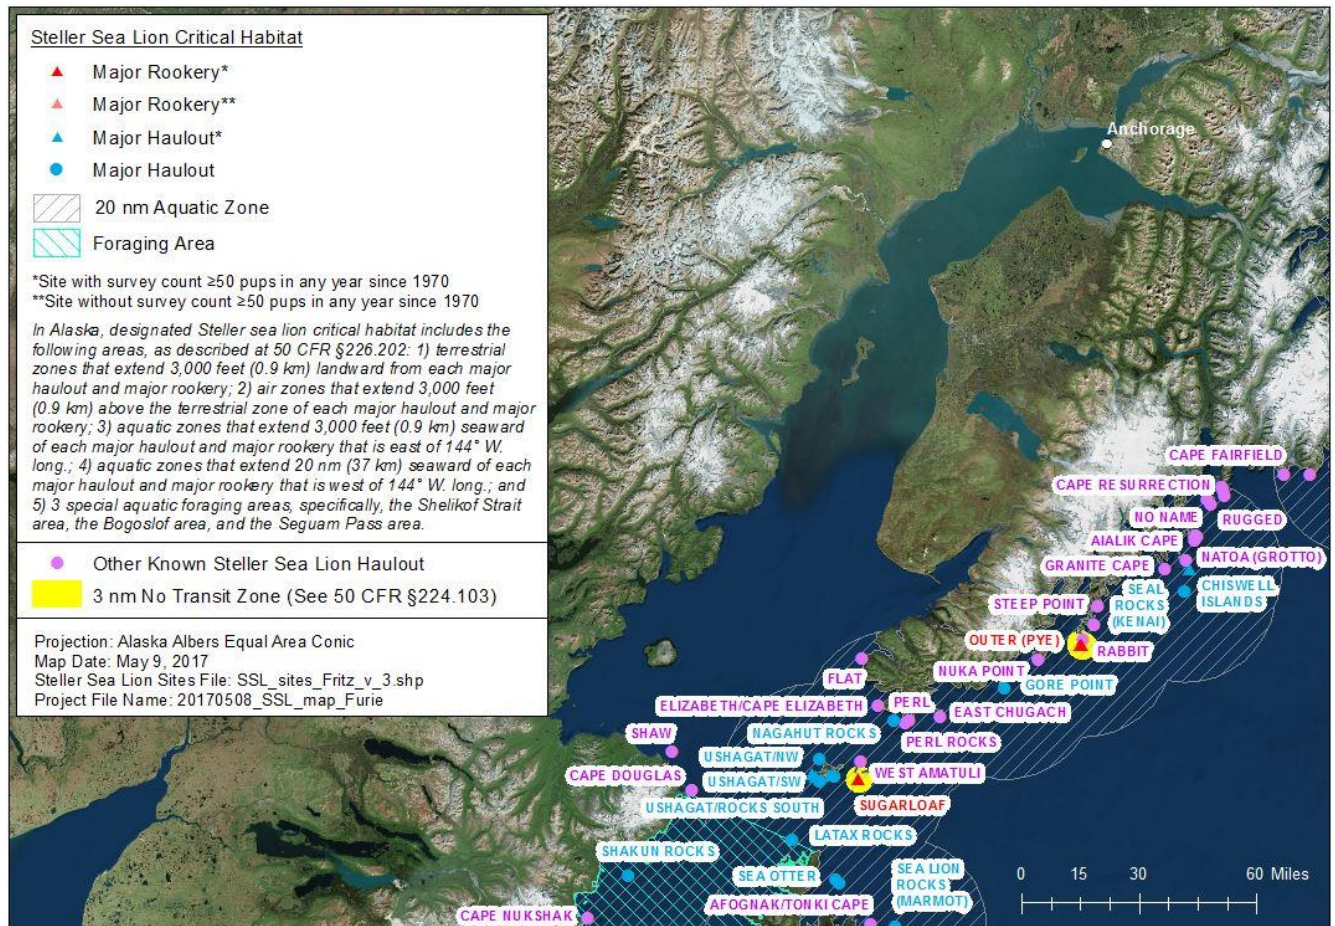 Steller Sea Lion Critical Habitat
Major Rookery*
Major Rookery**
Major Haulout*
Major Haulout
20 nm Aquatic Zone
Foraging Area
*Site with survey count ≥50 pups in any year since 1970
**Site without survey count ≥50 pups in any year since 1970
In Alaska, designated Steller sea lion critical habitat includes the
following areas, as described at 50 CFR §226.202: 1) terrestrial
zones that extend 3,000 feet (0.9 km) landward from each major
haulout and major rookery; 2) air zones that extend 3,000 feet
(0.9 km) above the terrestrial zone of each major haulout and major
rookery; 3) aquatic zones that extend 3,000 feet (0.9 km) seaward
of each major haulout and major rookery that is east of 144° W.
long.; 4) aquatic zones that extend 20 nm (37 km) seaward of each
major haulout and major rookery that is west of 144° W. long.; and
5) 3 special aquatic foraging areas, specifically, the Shelikof Strait
area, the Bogoslof area, and the Seguam Pass area.
Other Known Steller Sea Lion Haulout
3 nm No Transit Zone (See 50 CFR §224.103)
Projection: Alaska Albers Equal Area Conic
Map Date: May 9, 2017
Steller Sea Lion Sites File: SSL_sites_Fritz_v_3.shp
Project File Name: 20170508_SSL_map_Furie
Anchorage
CAPE FAIRFIELD
CAPE RESURRECTION
NO NAME
RUGGED
AIALIK CAPE
NATOA (GROTTO)
GRANITE CAPE
CHISWELL
ISLANDS
SEAL
ROCKS
(KENAI)
STEEP POINT
OUTER (PYE)
RABBIT
NUKA POINT
GORE POINT
FLAT
ELIZABETH/CAPE ELIZABETH
PERL
EAST CHUGACH
NAGAHUT ROCKS
PERL ROCKS
SHAW
USHAGAT/NW
CAPE DOUGLAS
USHAGAT/SW
WEST AMATULI
USHAGAT/ROCKS SOUTH
SUGARLOAF
LATAX ROCKS
SHAKUN ROCKS
SEA OTTER
SEA LION
ROCKS
(MARMOT)
AFOGNAK/TONKI CAPE
CAPE NUKSHAK
0 15 30 60 Miles